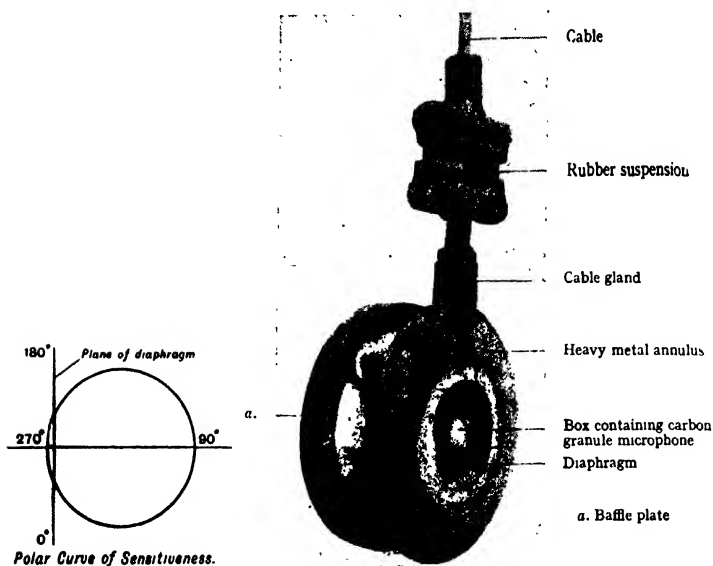 Cable
Rubber suspension
Cable gland
Heavy metal annulus
Box containing carbon
granule microphone
Diaphragm
a. Baffle plate
a.
180°
Plane of diaphragm
270°
90°
0°
Polar Curve of Sensitiveness.